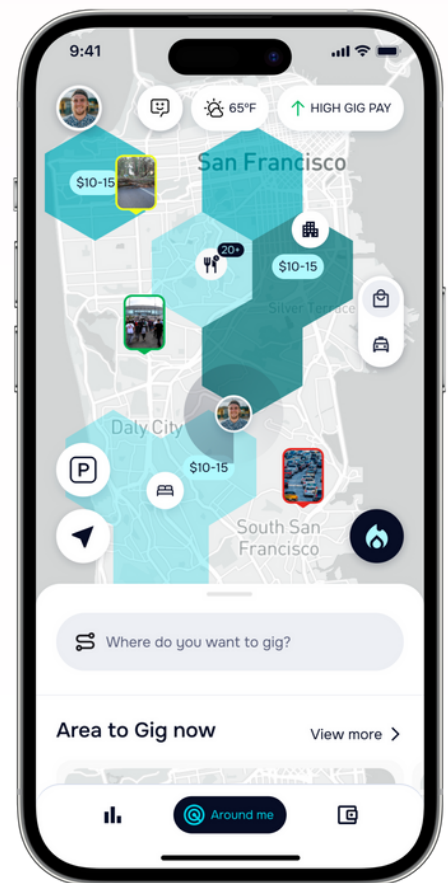 9:41
65°F
HIGH GIG PAY
San Francisco
$10-15
20+
$10-15
Silver Terrace
Daly City
$10-15
P
South San
Francisco
Where do you want to gig?
Area to Gig now
View more
Around me